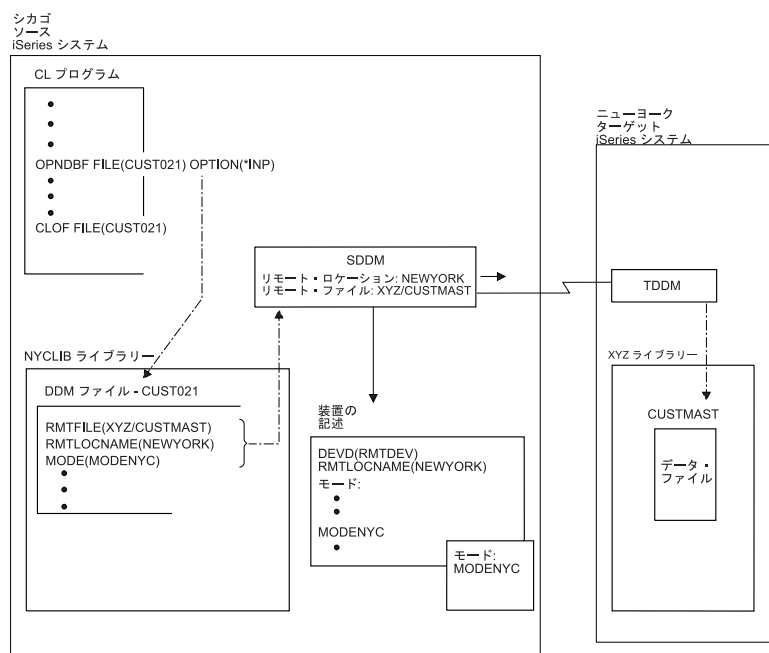 シカゴ
ソース
iSeries システム
CL プログラム
OPNDBF FILE(CUST021) OPTION(*INP)
CLOF FILE(CUST021)
NYCLIB ライブラリー
DDM ファイル - CUST021
RMTFILE(XYZ/CUSTMAST)
RMTLOCNAME(NEWYORK)
MODE(MODENYC)
SDDM
リモート・ロケーション: NEWYORK
リモート・ファイル: XYZ/CUSTMAST
装置の
記述
DEVD(RMTDEV)
RMTLOCNAME(NEWYORK)
モード:
MODENYC
モード:
MODENYC
ニューヨーク
ターゲット
iSeries システム
TDDM
XYZ ライブラリー
CUSTMAST
データ・
ファイル